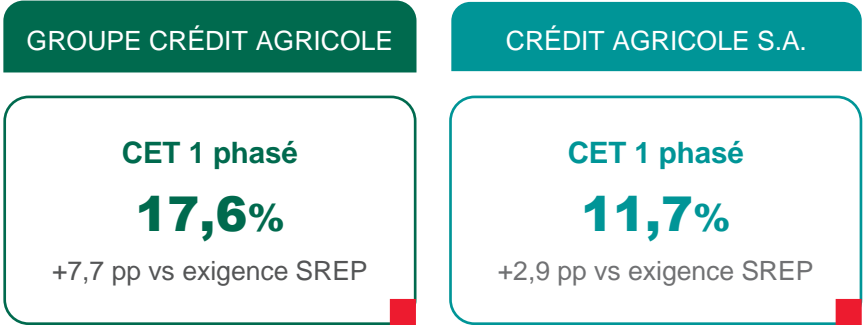 GROUPE CRÉDIT AGRICOLE
CET 1 phasé
17,6%
+7,7 pp vs exigence SREP
CRÉDIT AGRICOLE S.A.
CET 1 phasé
11,7%
+2,9 pp vs exigence SREP